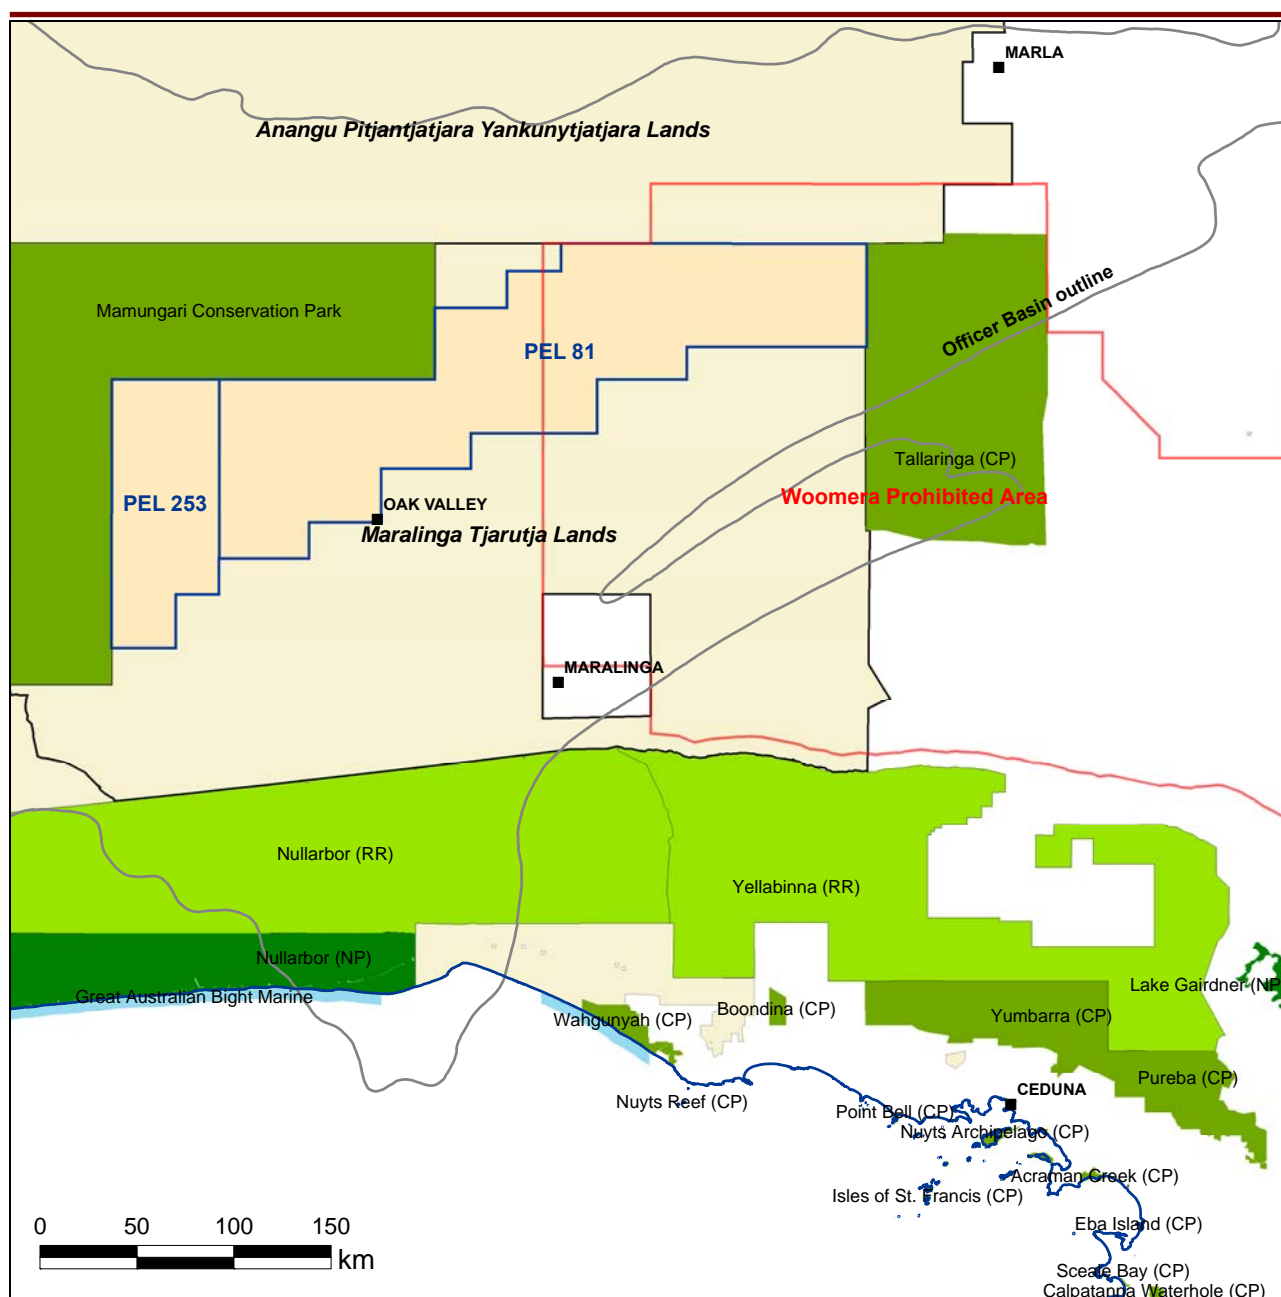 MARLA
Anangu Pitjantjatjara Yankunytjatjara Lands
Officer Basin outline
Mamungari Conservation Park
PEL 81
Tallaringa (CP)
Woomera Prohibited Area
PEL 253
OAK VALLEY
Maralinga Tjarutja Lands
MARALINGA
Nullarbor (RR)
Yellabinna (RR)
Nullarbor (NP)
Lake Gairdner (NP
Great Australian Bight Marine
Wahgunyah (CP)
Boondina (CP)
Yumbarra (CP)
Pureba (CP)
CEDUNA
Nuyts Reef (CP)
Point Bell (CP)
Nuyts Archipelago (CP)
Acraman Creek (CP)
Isles of St. Francis (CP)
Eba Island (CP)
0 50 100 150
km
Sceale Bay (CP)
Calpatanna Waterhole (CP)